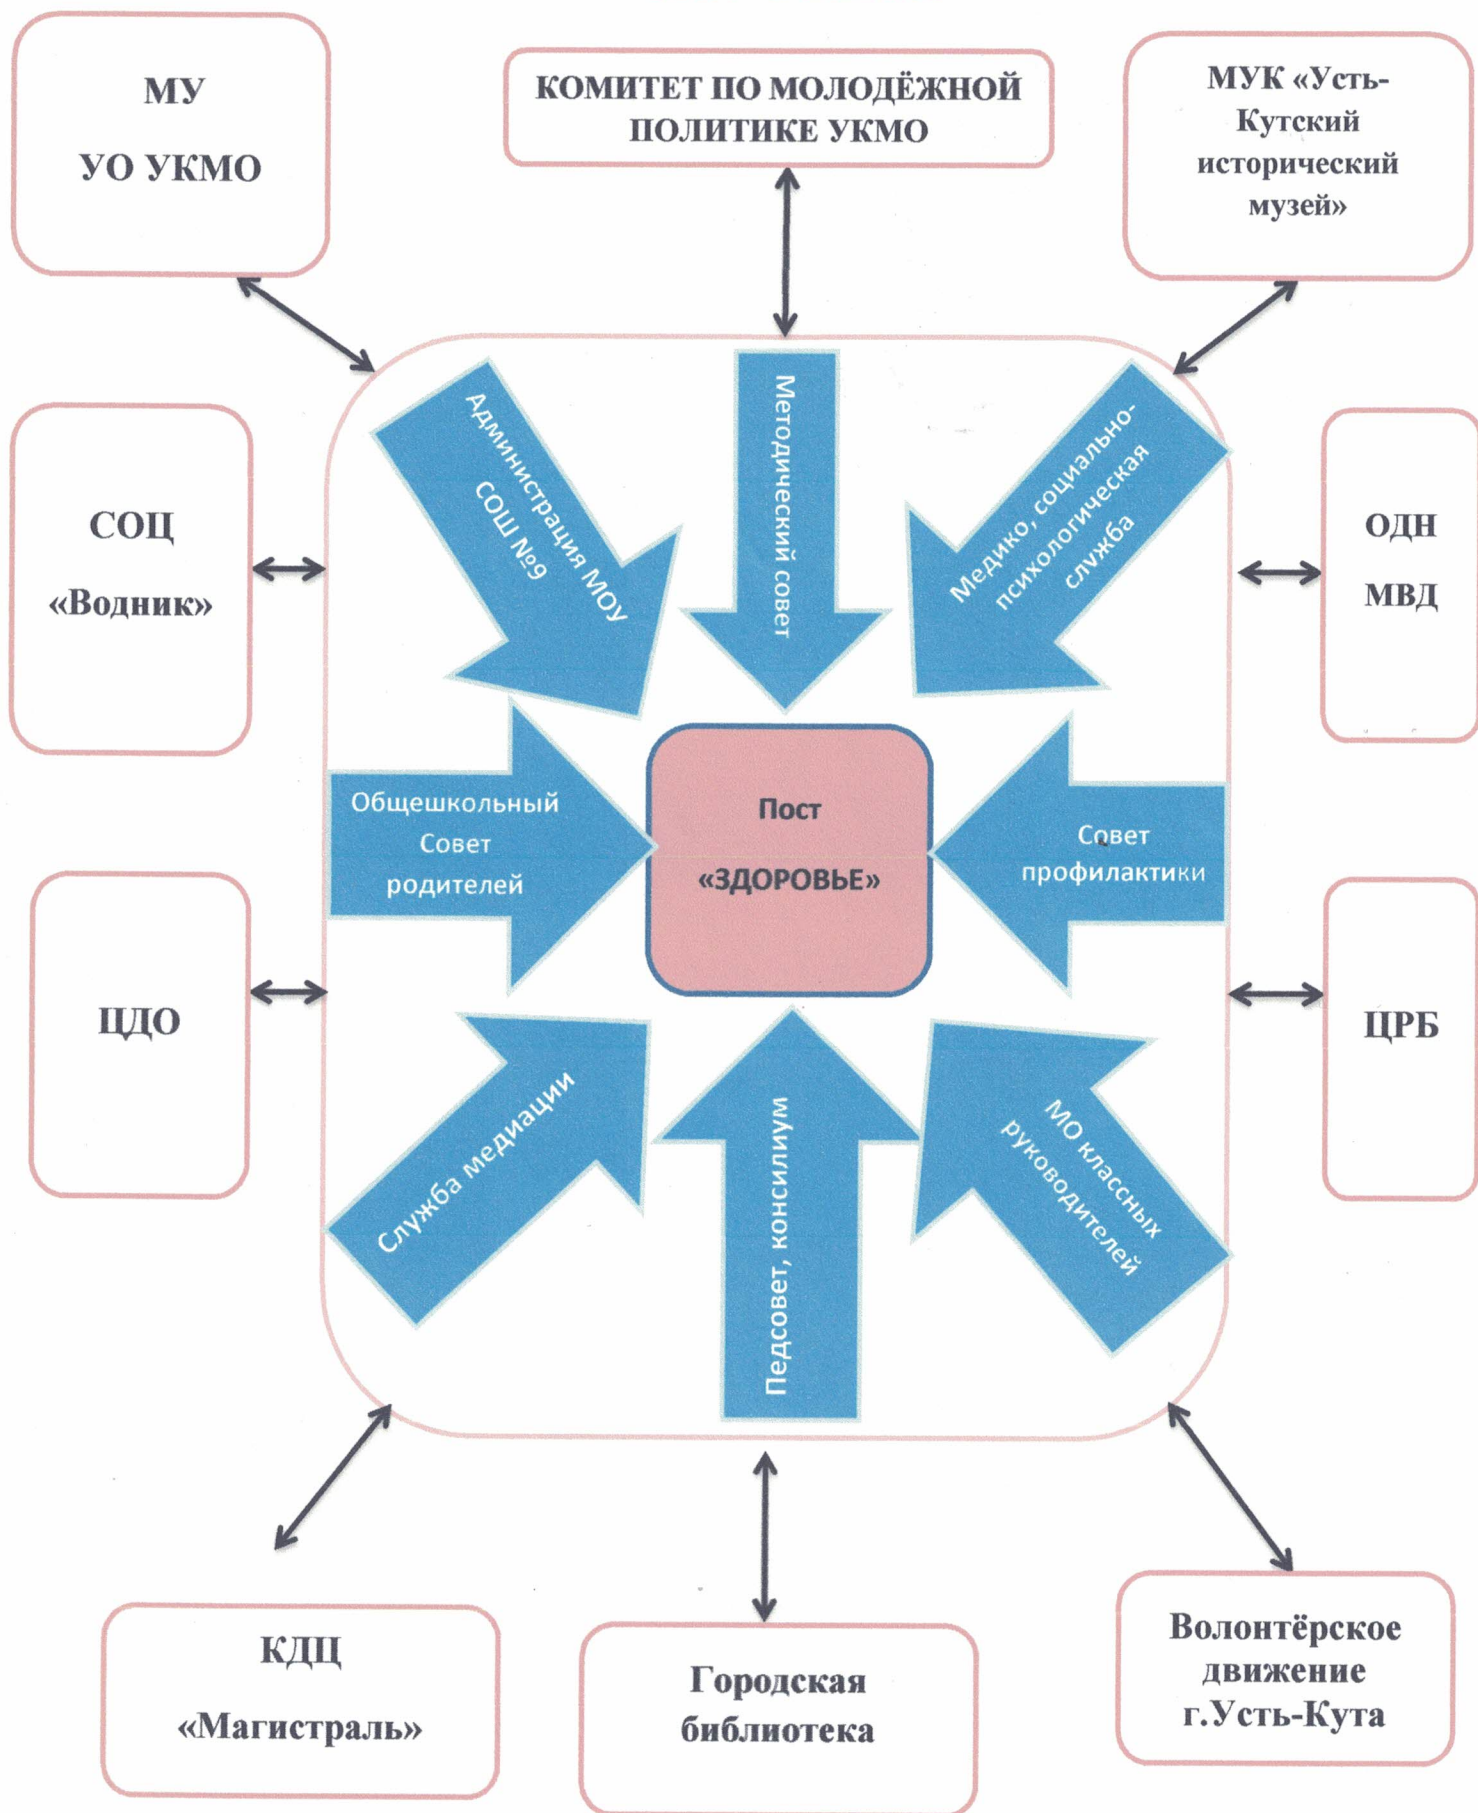 МУ
УО УКМО
КОМИТЕТ ПО МОЛОДЁЖНОЙ
ПОЛИТИКЕ УКМО
МУК «Усть-
Кутский
исторический
музей»
Администрация МОУ
СОШ №9
Методический совет
Медико, социально-
психологическая
служба
СОЦ
«Водник»
ОДН
МВД
Общешкольный
Совет
родителей
Пост
«ЗДОРОВЬЕ»
Совет
профилактики
ЦДО
ЦРБ
Служба медиации
Педсовет, консилиум
МО классных
руководителей
КДЦ
«Магистраль»
Городская
библиотека
Волонтёрское
движение
г.Усть-Кута